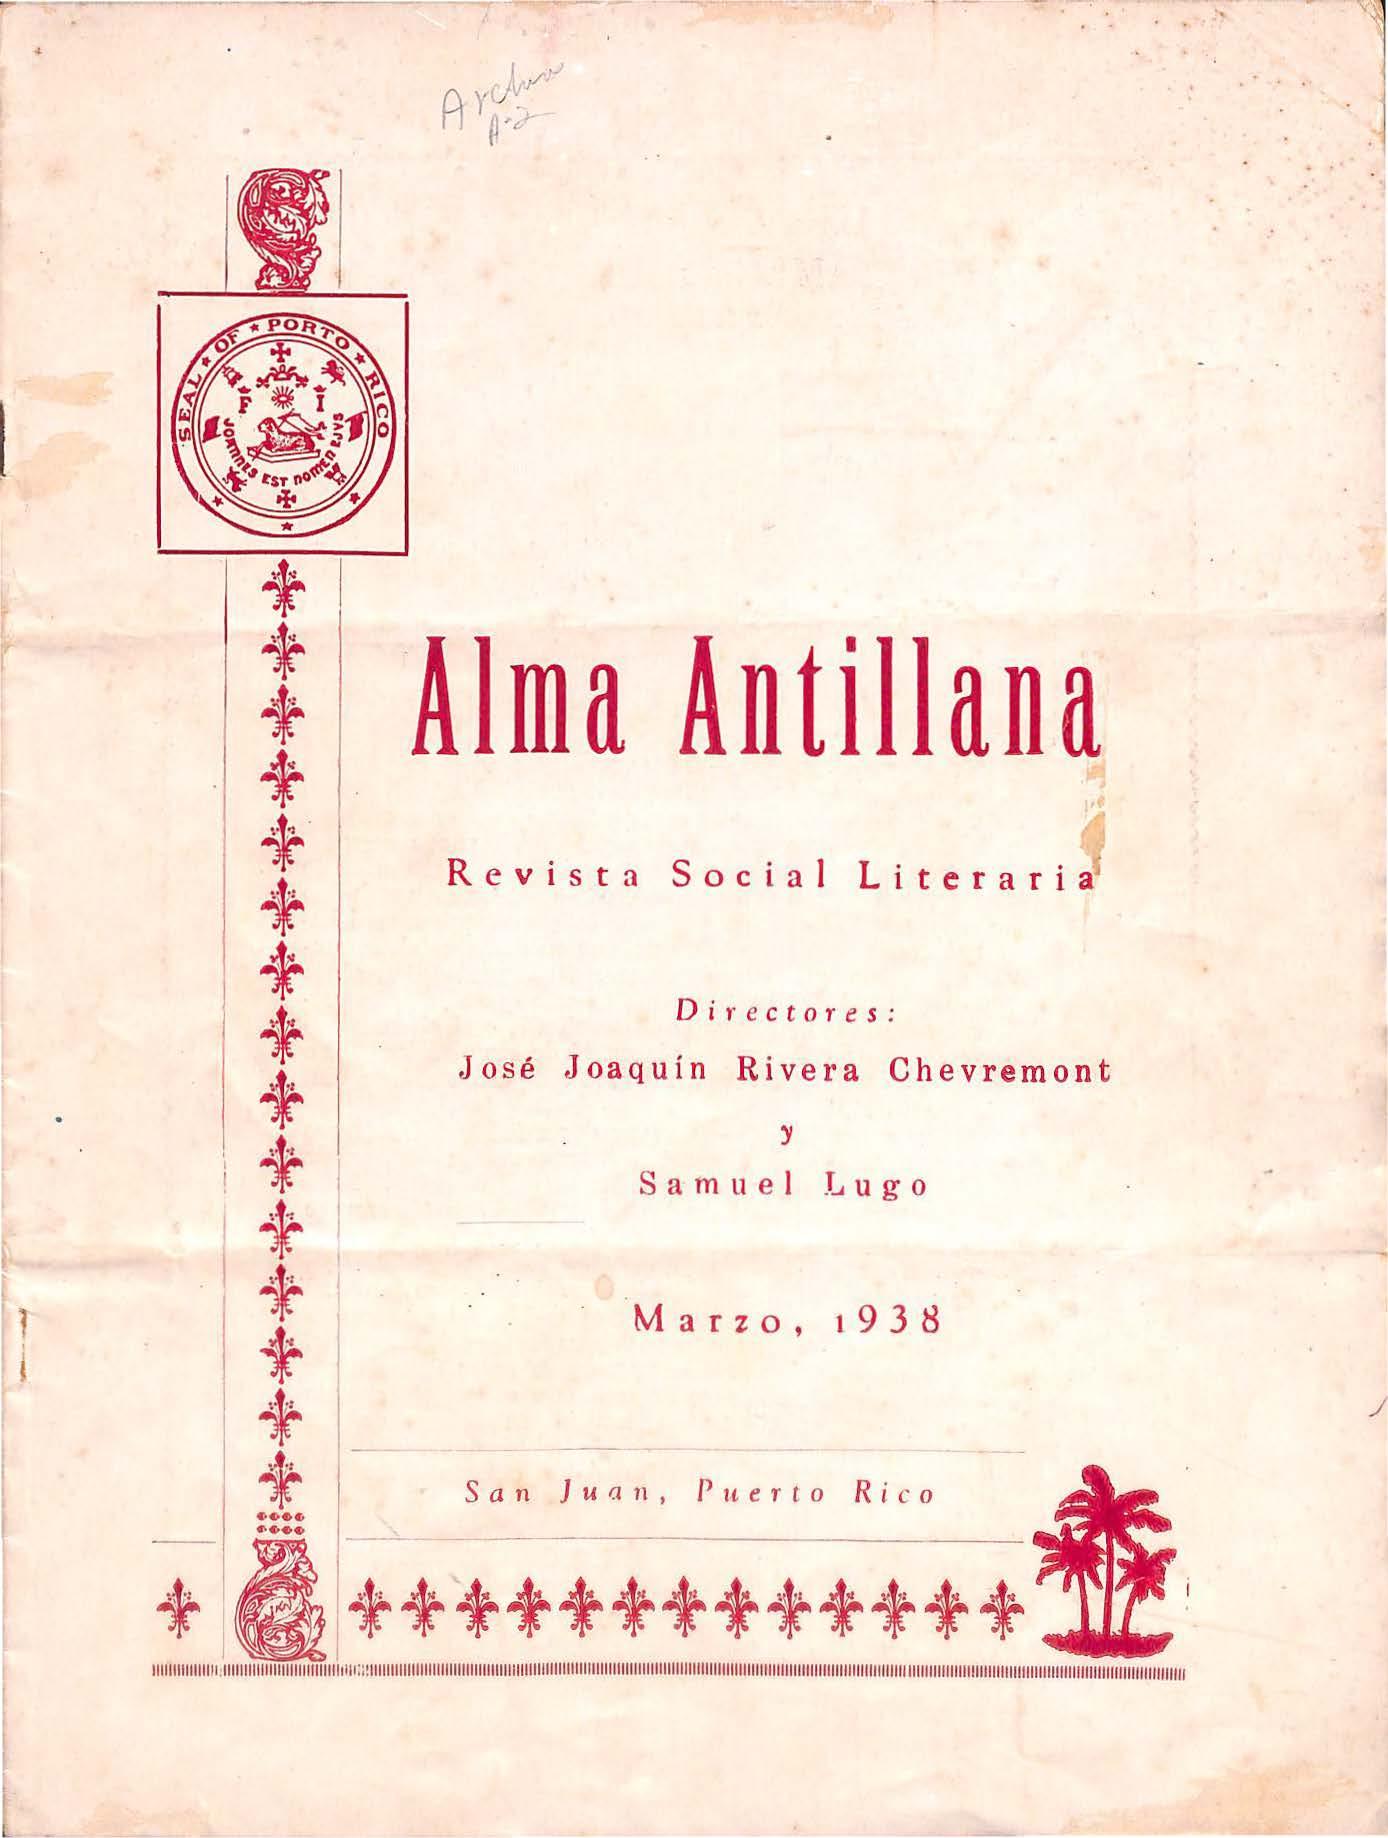 A-2
SEAL ★ OF ★ PORTO ★ RICO
F I
JOANNES EST NOMEN EJVS
Alma Antillana
Revista Social Literaria
Directores:
José Joaquín Rivera Chevremont
y
Samuel Lugo
Marzo, 1938
San Juan, Puerto Rico